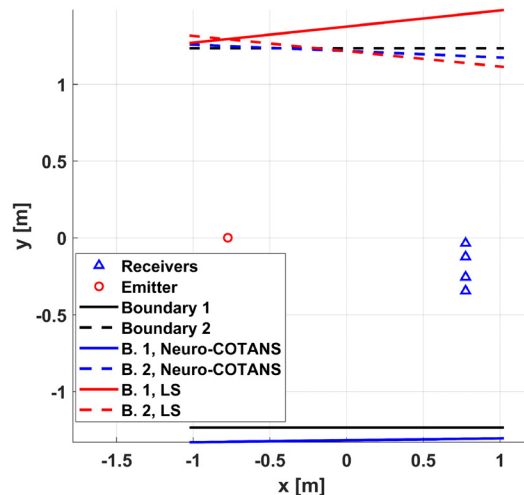 1
0.5
0
-0.5
-1
y [m]
Receivers
Emitter
Boundary 1
Boundary 2
B. 1, Neuro-COTANS
B. 2, Neuro-COTANS
B. 1, LS
B. 2, LS
-1.5 -1 -0.5 0 0.5 1
x [m]